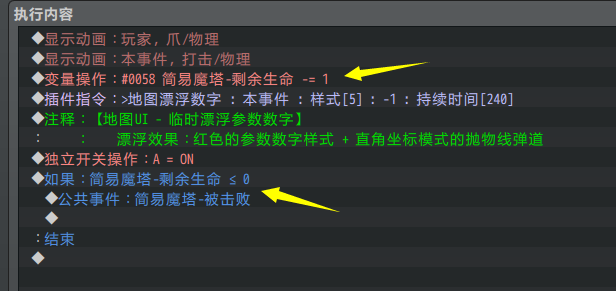 执行内容
◆显示动画：玩家, 爪/物理
◆显示动画：本事件, 打击/物理
◆变量操作：#0058 简易魔塔-剩余生命 -= 1
◆插件指令：>地图漂浮数字 : 本事件 : 样式[5] : -1 : 持续时间[240]
◆注释：【地图UI - 临时漂浮参数数字】
：　：　漂浮效果：红色的参数数字样式 + 直角坐标模式的抛物线弹道
◆独立开关操作：A = ON
◆如果：简易魔塔-剩余生命 ≤ 0
◆公共事件：简易魔塔-被击败
◆
：结束
◆